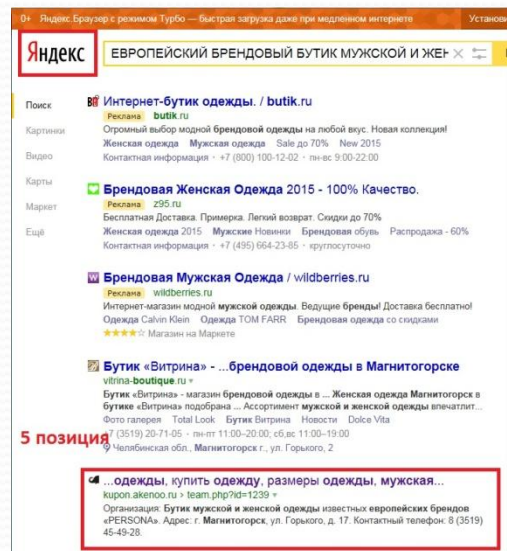 0+ Яндекс.Браузер с режимом Турбо — быстрая загрузка даже при медленном интернете Установи
Яндекс
ЕВРОПЕЙСКИЙ БРЕНДОВЫЙ БУТИК МУЖСКОЙ И ЖЕН
Поиск
Картинки
Видео
Карты
Маркет
Ещё
Интернет-бутик одежды. / butik.ru
Реклама butik.ru
Огромный выбор модной брендовой одежды на любой вкус. Новая коллекция!
Женская одежда Мужская одежда Sale до 70% New 2015
Контактная информация · +7 (800) 100-12-02 · пн-вс 9:00-22:00
Брендовая Женская Одежда 2015 - 100% Качество.
Реклама z95.ru
Бесплатная Доставка. Примерка. Легкий возврат. Скидки до 70%
Женская одежда 2015 Мужские Новинки Брендовая обувь Распродажа - 60%
Контактная информация · +7 (495) 664-23-85 · круглосуточно
Брендовая Мужская Одежда / wildberries.ru
Реклама wildberries.ru
Интернет-магазин модной мужской одежды. Ведущие бренды! Доставка бесплатно!
Одежда Calvin Klein Одежда TOM FARR Брендовая одежда со скидками
Магазин на Маркете
Бутик «Витрина» - ...брендовой одежды в Магнитогорске
vitrina-boutique.ru
Бутик «Витрина» - магазин брендовой одежды в ... Женская одежда Магнитогорск в
бутике «Витрина» подобрана ... Ассортимент мужской и женской одежды впечатлит...
Фото галерея Total Look Бутик Витрина Новости Dolce Vita
+7 (3519) 20-71-05 · пн-пт 11:00–20:00; сб,вс 11:00–19:00
Челябинская обл., Магнитогорск г., ул. Горького, 2
5 позиция
...одежды, купить одежду, размеры одежды, мужская...
kupon.akenoo.ru › team.php?id=1239
Организация: Бутик мужской и женской одежды известных европейских брендов
«PERSONA». Адрес: г. Магнитогорск, ул. Горького, д. 17. Контактный телефон: 8 (3519)
45-49-28.